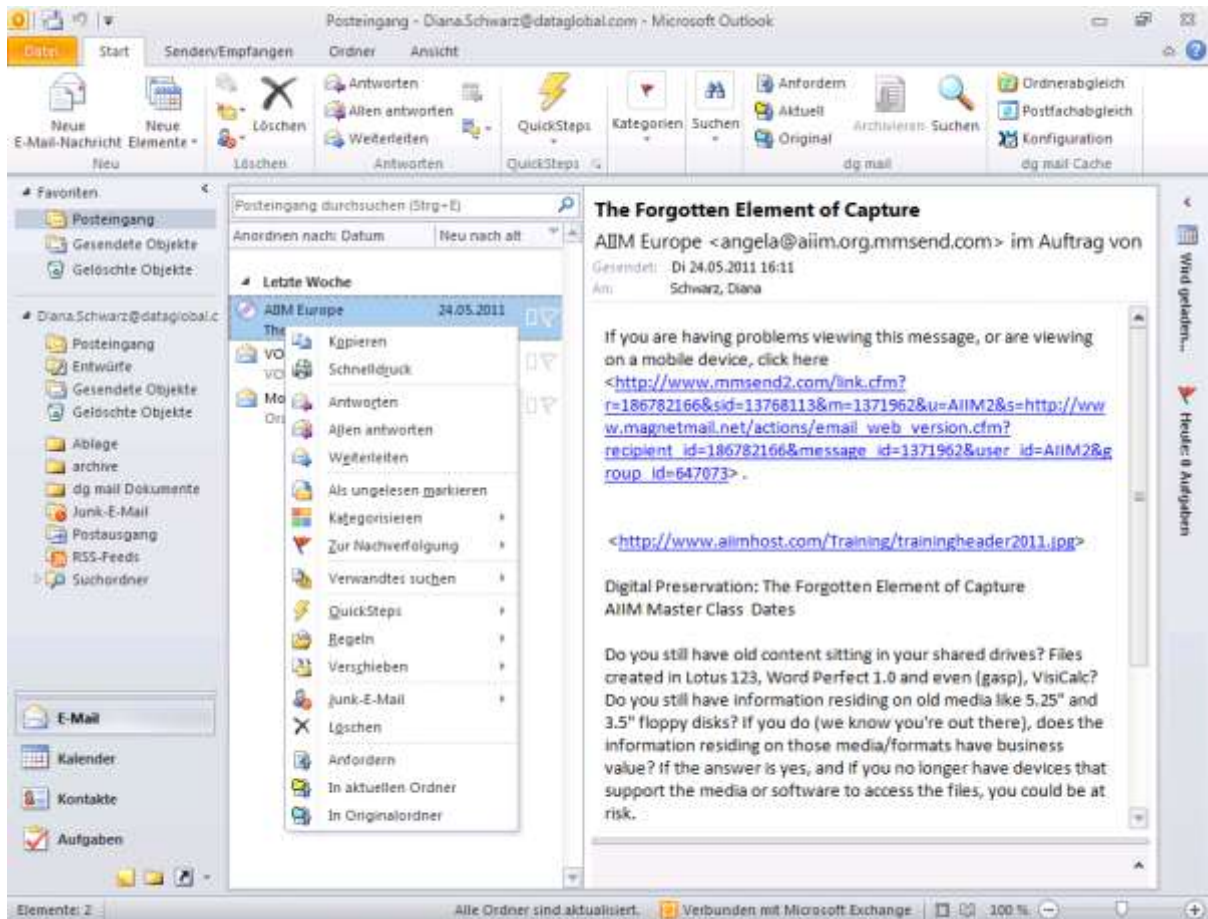 Posteingang - Diana.Schwarz@dataglobal.com - Microsoft Outlook
Datei Start Senden/Empfangen Ordner Ansicht
Neue E-Mail-Nachricht
Neue Elemente
Neu
Löschen
Löschen
Antworten
Allen antworten
Weiterleiten
Antworten
QuickSteps
QuickSteps
Kategorien
Suchen
Anfordern
Aktuell
Original
Archivieren
Suchen
dg mail
Ordnerabgleich
Postfachabgleich
Konfiguration
dg mail Cache
Favoriten
Posteingang
Gesendete Objekte
Gelöschte Objekte
Diana.Schwarz@dataglobal.c
Posteingang
Entwürfe
Gesendete Objekte
Gelöschte Objekte
Ablage
archive
dg mail Dokumente
Junk-E-Mail
Postausgang
RSS-Feeds
Suchordner
E-Mail
Kalender
Kontakte
Aufgaben
Posteingang durchsuchen (Strg+E)
Anordnen nach: Datum Neu nach alt
Letzte Woche
AIIM Europe 24.05.2011
The
VO
VO
Mo
Kopieren
Schnelldruck
Antworten
Allen antworten
Weiterleiten
Als ungelesen markieren
Kategorisieren
Zur Nachverfolgung
Verwandtes suchen
QuickSteps
Regeln
Verschieben
Junk-E-Mail
Löschen
Anfordern
In aktuellen Ordner
In Originalordner
The Forgotten Element of Capture
AIIM Europe <angela@aiim.org.mmsend.com> im Auftrag von
Gesendet: Di 24.05.2011 16:11
An: Schwarz, Diana
If you are having problems viewing this message, or are viewing
on a mobile device, click here
<http://www.mmsend2.com/link.cfm?
r=186782166&sid=13768113&m=1371962&u=AIIM2&s=http://ww
w.magnetmail.net/actions/email_web_version.cfm?
recipient_id=186782166&message_id=1371962&user_id=AIIM2&g
roup_id=647073> .
<http://www.aiimhost.com/Training/trainingheader2011.jpg>
Digital Preservation: The Forgotten Element of Capture
AIIM Master Class Dates
Do you still have old content sitting in your shared drives? Files
created in Lotus 123, Word Perfect 1.0 and even (gasp), VisiCalc?
Do you still have information residing on old media like 5.25" and
3.5" floppy disks? If you do (we know you're out there), does the
information residing on those media/formats have business
value? If the answer is yes, and if you no longer have devices that
support the media or software to access the files, you could be at
risk.
Wird geladen...
Heute: 0 Aufgaben
Elemente: 2
Alle Ordner sind aktualisiert. Verbunden mit Microsoft Exchange 100 %